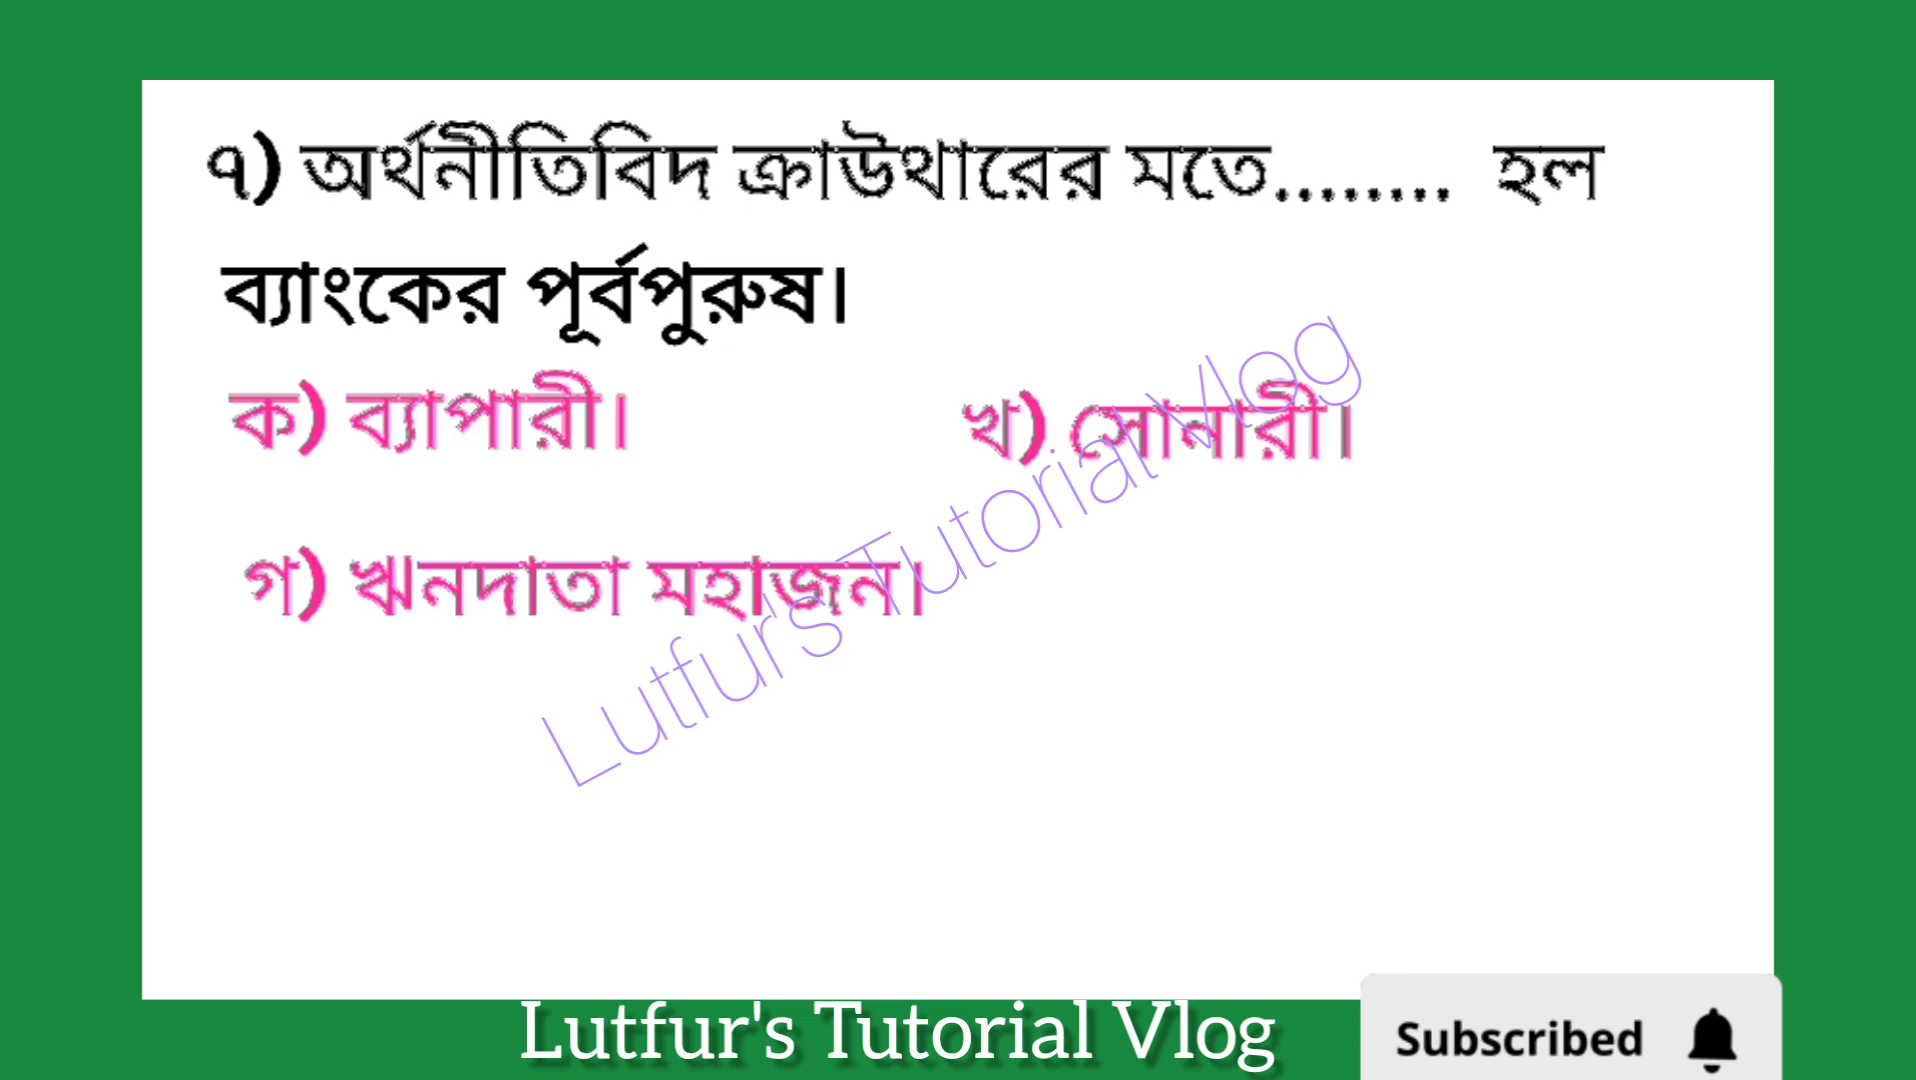 ৭) অর্থনীতিবিদ ক্রাউথারের মতে........ হল
ব্যাংকের পূর্বপুরুষ।
ক) ব্যাপারী। খ) সোনারী।
গ) ঋনদাতা মহাজন।
Lutfur's Tutorial Vlog
Lutfur's Tutorial Vlog
Subscribed